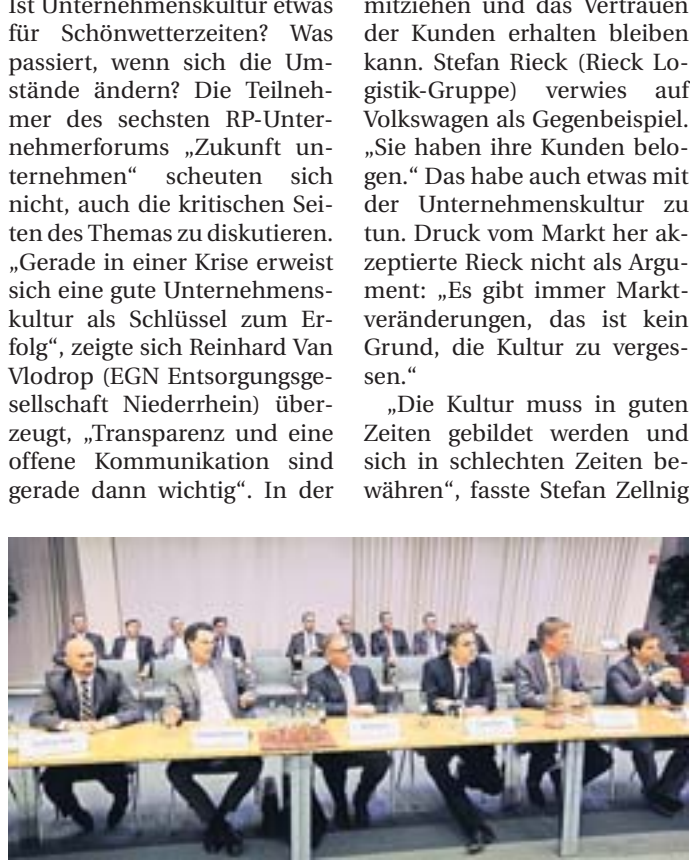 Ist Unternehmenskultur etwas
für Schönwetterzeiten? Was
passiert, wenn sich die Um-
stände ändern? Die Teilneh-
mer des sechsten RP-Unter-
nehmerforums „Zukunft un-
ternehmen“ scheuten sich
nicht, auch die kritischen Sei-
ten des Themas zu diskutieren.
„Gerade in einer Krise erweist
sich eine gute Unternehmens-
kultur als Schlüssel zum Er-
folg“, zeigte sich Reinhard Van
Vlodrop (EGN Entsorgungsge-
sellschaft Niederrhein) über-
zeugt, „Transparenz und eine
offene Kommunikation sind
gerade dann wichtig“. In der
mitziehen und das Vertrauen
der Kunden erhalten bleiben
kann. Stefan Rieck (Rieck Lo-
gistik-Gruppe) verwies auf
Volkswagen als Gegenbeispiel.
„Sie haben ihre Kunden belo-
gen.“ Das habe auch etwas mit
der Unternehmenskultur zu
tun. Druck vom Markt her ak-
zeptierte Rieck nicht als Argu-
ment: „Es gibt immer Markt-
veränderungen, das ist kein
Grund, die Kultur zu verges-
sen.“
„Die Kultur muss in guten
Zeiten gebildet werden und
sich in schlechten Zeiten be-
währen“, fasste Stefan Zellnig